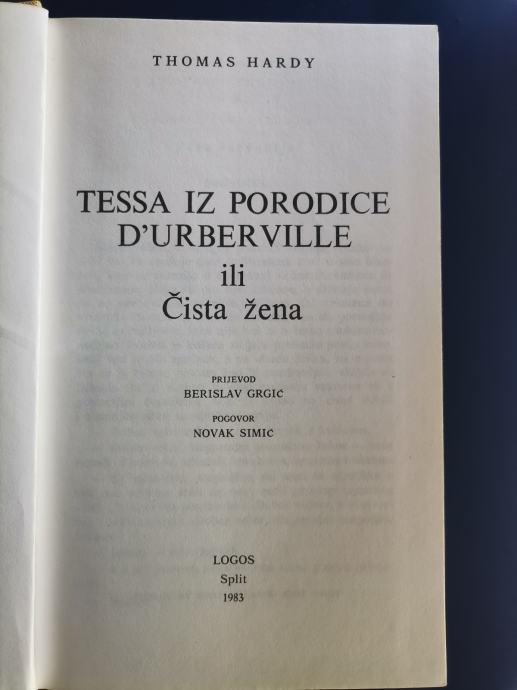 THOMAS HARDY
TESSA IZ PORODICE
D'URBERVILLE
ili
Čista žena
PRIJEVOD
BERISLAV GRGIĆ
POGOVOR
NOVAK SIMIĆ
LOGOS
Split
1983